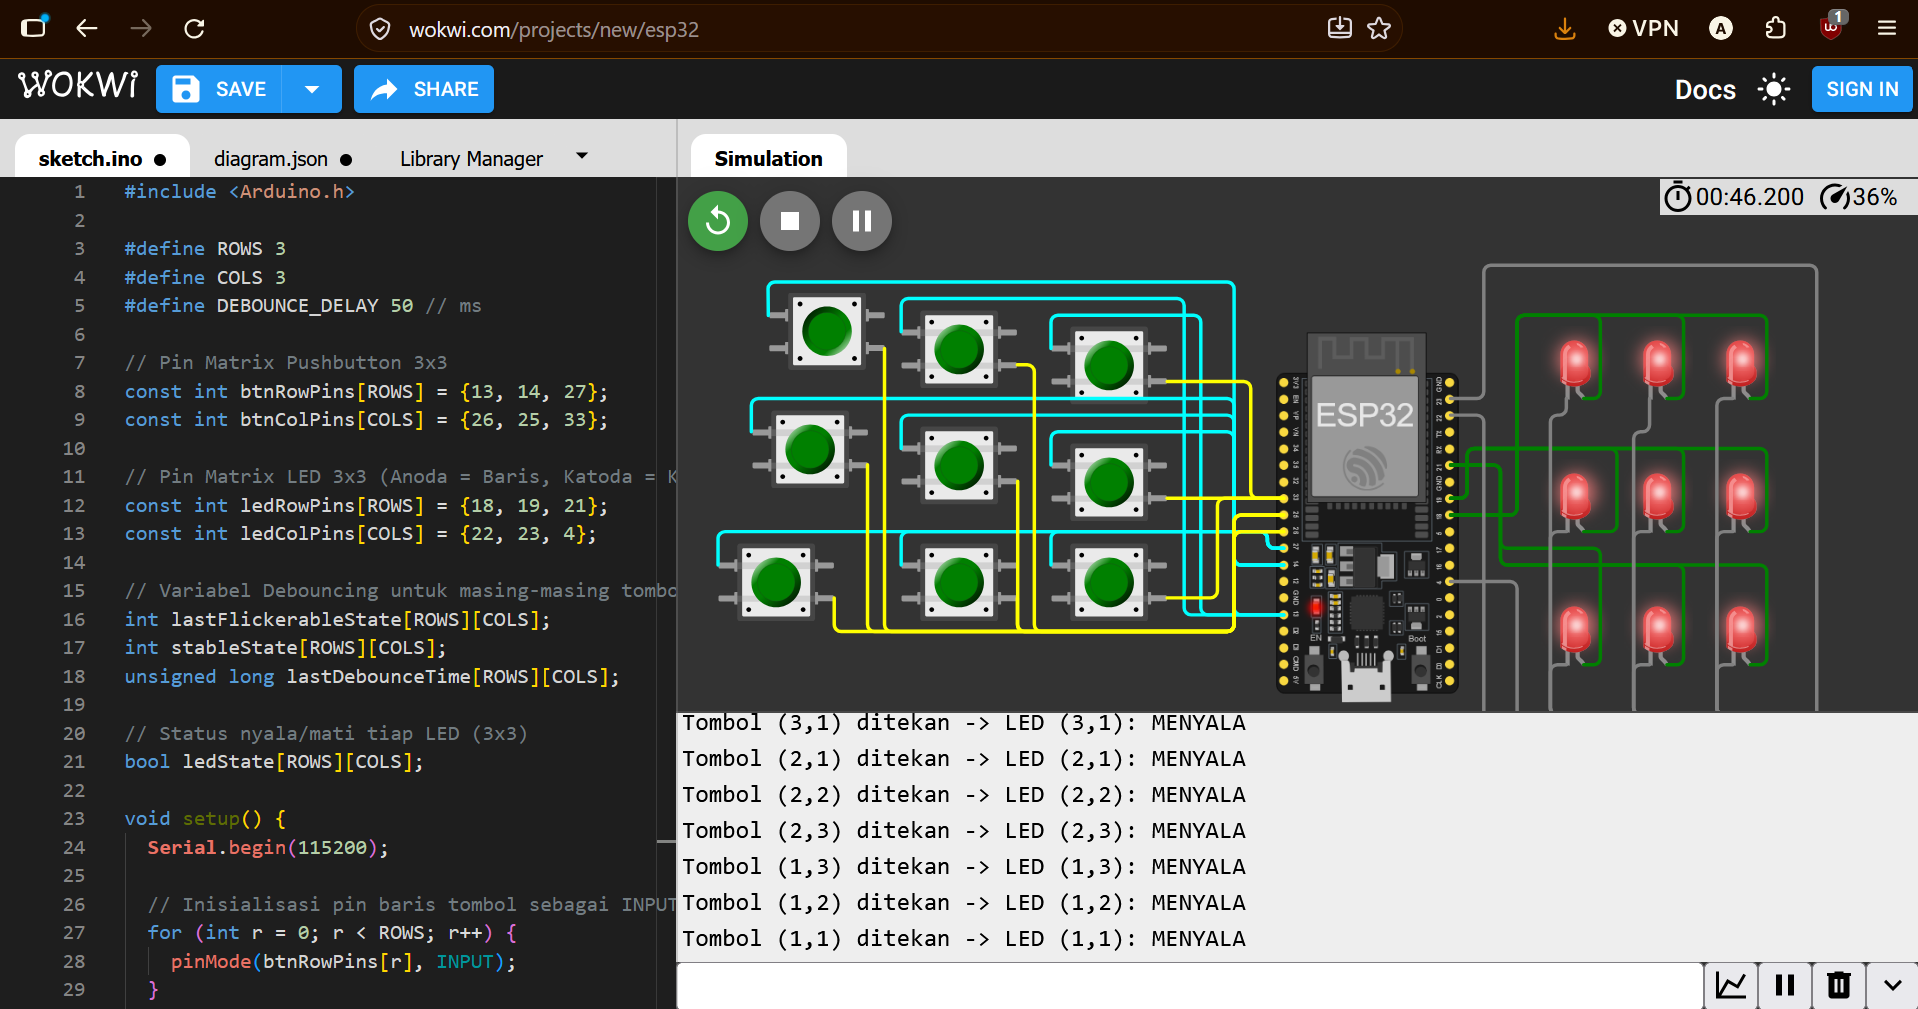 wokwi.com/projects/new/esp32
VPN
A
1
WOKWi
SAVE
SHARE
Docs
SIGN IN
sketch.ino ●
diagram.json ●
Library Manager
Simulation
1 #include <Arduino.h>
2
3 #define ROWS 3
4 #define COLS 3
5 #define DEBOUNCE_DELAY 50 // ms
6
7 // Pin Matrix Pushbutton 3x3
8 const int btnRowPins[ROWS] = {13, 14, 27};
9 const int btnColPins[COLS] = {26, 25, 33};
10
11 // Pin Matrix LED 3x3 (Anoda = Baris, Katoda = K
12 const int ledRowPins[ROWS] = {18, 19, 21};
13 const int ledColPins[COLS] = {22, 23, 4};
14
15 // Variabel Debouncing untuk masing-masing tombo
16 int lastFlickerableState[ROWS][COLS];
17 int stableState[ROWS][COLS];
18 unsigned long lastDebounceTime[ROWS][COLS];
19
20 // Status nyala/mati tiap LED (3x3)
21 bool ledState[ROWS][COLS];
22
23 void setup() {
24 Serial.begin(115200);
25
26 // Inisialisasi pin baris tombol sebagai INPUT
27 for (int r = 0; r < ROWS; r++) {
28 pinMode(btnRowPins[r], INPUT);
29 }
00:46.200 36%
ESP32
EN
Boot
Tombol (3,1) ditekan -> LED (3,1): MENYALA
Tombol (2,1) ditekan -> LED (2,1): MENYALA
Tombol (2,2) ditekan -> LED (2,2): MENYALA
Tombol (2,3) ditekan -> LED (2,3): MENYALA
Tombol (1,3) ditekan -> LED (1,3): MENYALA
Tombol (1,2) ditekan -> LED (1,2): MENYALA
Tombol (1,1) ditekan -> LED (1,1): MENYALA